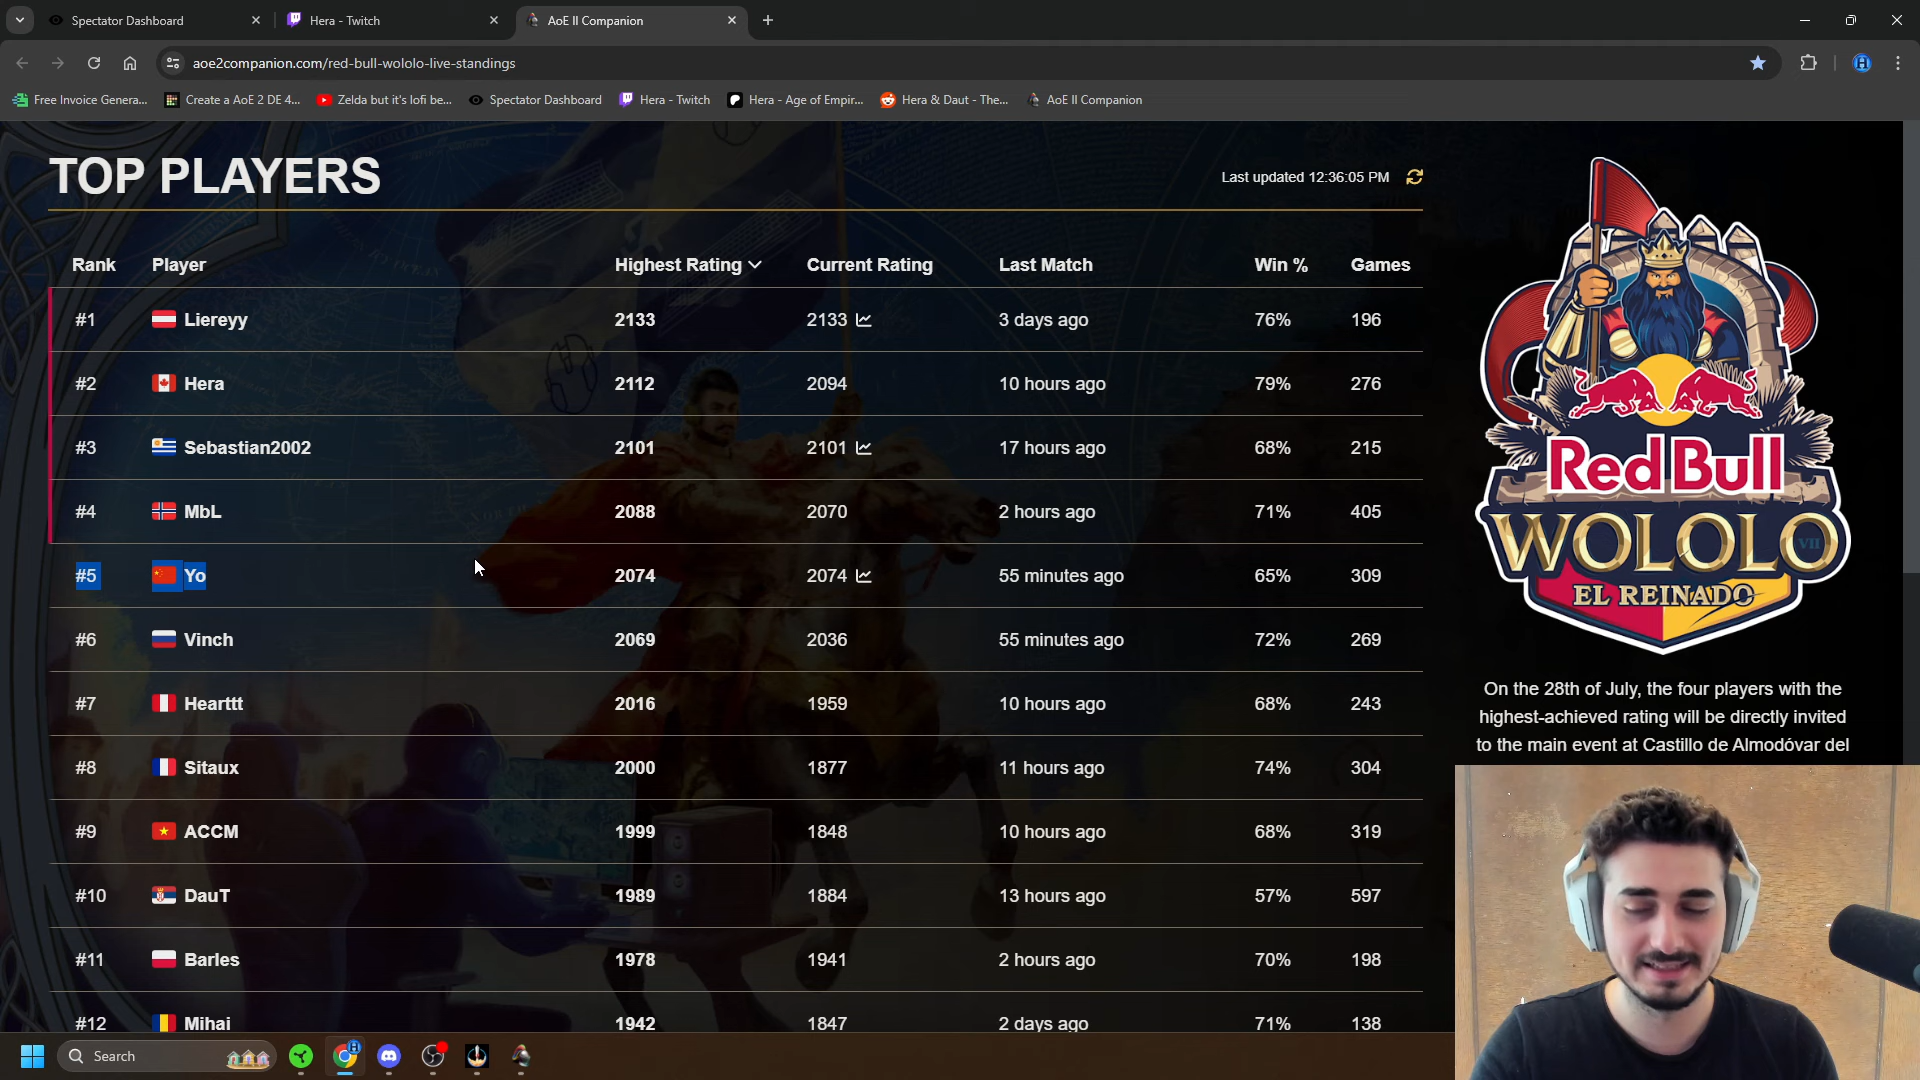 Spectator Dashboard
Hera - Twitch
AoE II Companion
aoe2companion.com/red-bull-wololo-live-standings
Free Invoice Genera...
Create a AoE 2 DE 4...
Zelda but it's lofi be...
Spectator Dashboard
Hera - Twitch
Hera - Age of Empir...
Hera & Daut - The...
AoE II Companion
TOP PLAYERS
Last updated 12:36:05 PM
Rank Player Highest Rating Current Rating Last Match Win % Games
#1 Liereyy 2133 2133 3 days ago 76% 196
#2 Hera 2112 2094 10 hours ago 79% 276
#3 Sebastian2002 2101 2101 17 hours ago 68% 215
#4 MbL 2088 2070 2 hours ago 71% 405
#5 Yo 2074 2074 55 minutes ago 65% 309
#6 Vinch 2069 2036 55 minutes ago 72% 269
#7 Hearttt 2016 1959 10 hours ago 68% 243
#8 Sitaux 2000 1877 11 hours ago 74% 304
#9 ACCM 1999 1848 10 hours ago 68% 319
#10 DauT 1989 1884 13 hours ago 57% 597
#11 Barles 1978 1941 2 hours ago 70% 198
#12 Mihai 1942 1847 2 days ago 71% 138
Red Bull
WOLOLO VII
EL REINADO
On the 28th of July, the four players with the
highest-achieved rating will be directly invited
to the main event at Castillo de Almodóvar del
Search